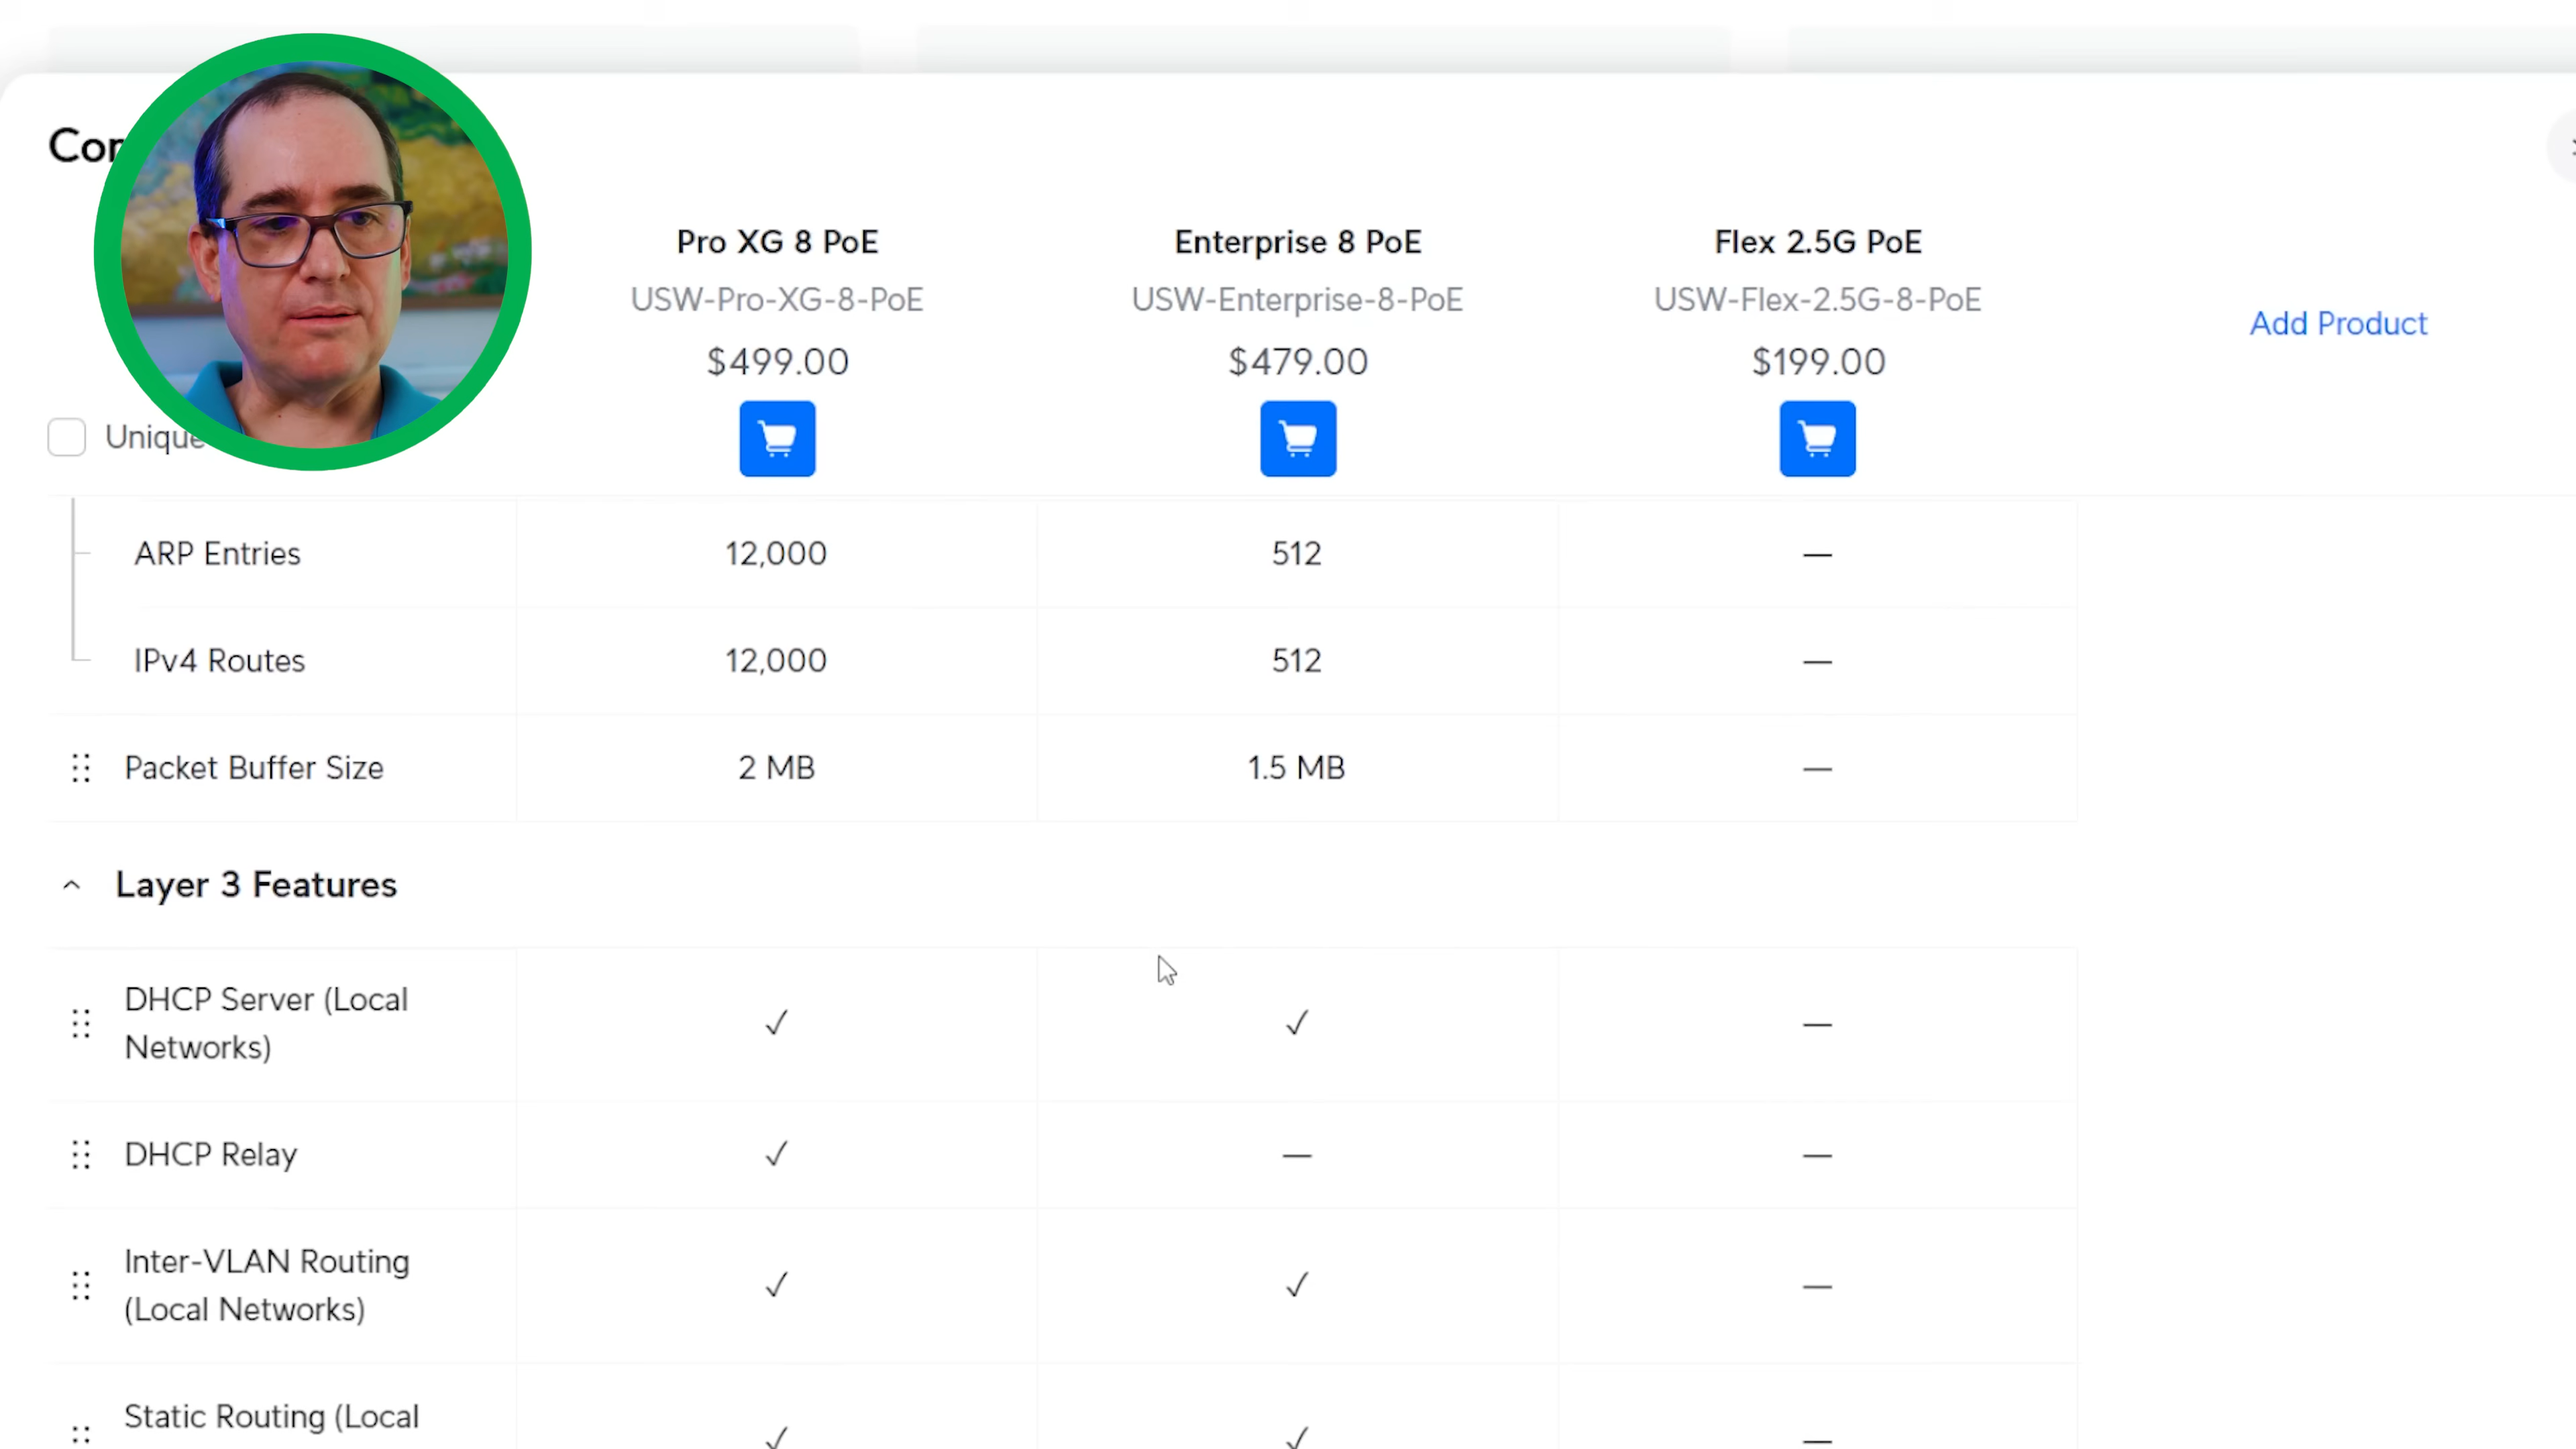 Pro XG 8 PoE
Enterprise 8 PoE
Flex 2.5G PoE
USW-Pro-XG-8-PoE
USW-Enterprise-8-PoE
USW-Flex-2.5G-8-PoE
Add Product
$499.00
$479.00
$199.00
Unique
ARP Entries 12,000 512 —
IPv4 Routes 12,000 512 —
Packet Buffer Size 2 MB 1.5 MB —
Layer 3 Features
DHCP Server (Local
Networks) ✓ ✓ —
DHCP Relay ✓ — —
Inter-VLAN Routing
(Local Networks) ✓ ✓ —
Static Routing (Local ✓ ✓ —